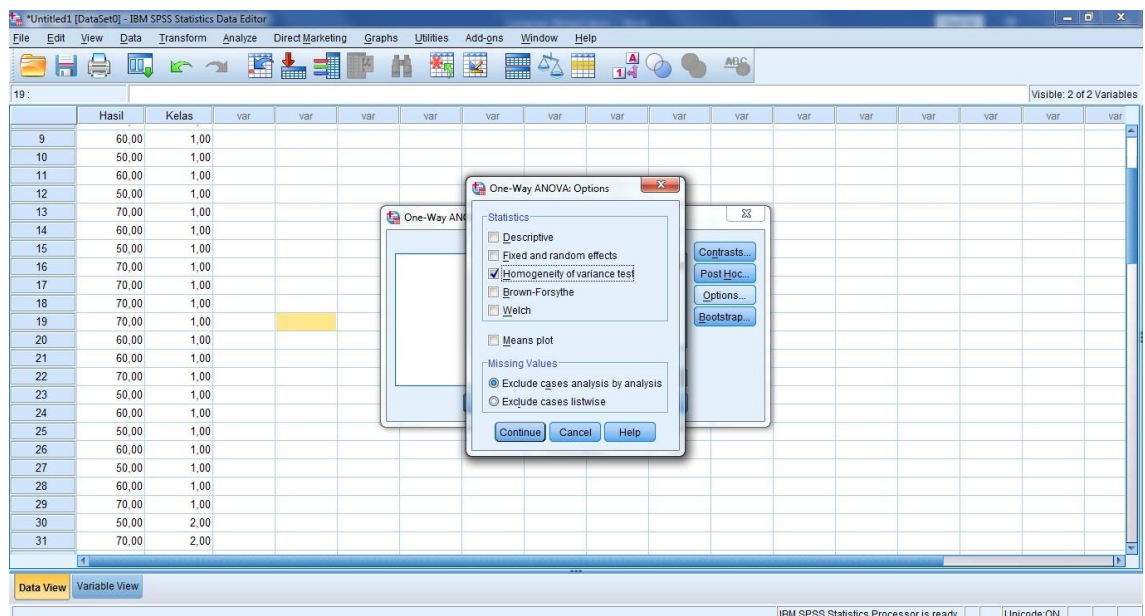 *Untitled1 [DataSet0] - IBM SPSS Statistics Data Editor
File Edit View Data Transform Analyze Direct Marketing Graphs Utilities Add-ons Window Help
19 : Visible: 2 of 2 Variables
Hasil Kelas var var var var var var var var var var var var var var
9 60,00 1,00
10 50,00 1,00
11 60,00 1,00
12 50,00 1,00
13 70,00 1,00
14 60,00 1,00
15 50,00 1,00
16 70,00 1,00
17 70,00 1,00
18 70,00 1,00
19 70,00 1,00
20 60,00 1,00
21 60,00 1,00
22 70,00 1,00
23 50,00 1,00
24 60,00 1,00
25 50,00 1,00
26 60,00 1,00
27 50,00 1,00
28 60,00 1,00
29 70,00 1,00
30 50,00 2,00
31 70,00 2,00
One-Way
Contrasts...
Post Hoc...
Options...
Bootstrap...
One-Way ANOVA: Options
Statistics
Descriptive
Fixed and random effects
Homogeneity of variance test
Brown-Forsythe
Welch
Means plot
Missing Values
Exclude cases analysis by analysis
Exclude cases listwise
Continue Cancel Help
Data View Variable View
IBM SPSS Statistics Processor is ready Unicode:ON